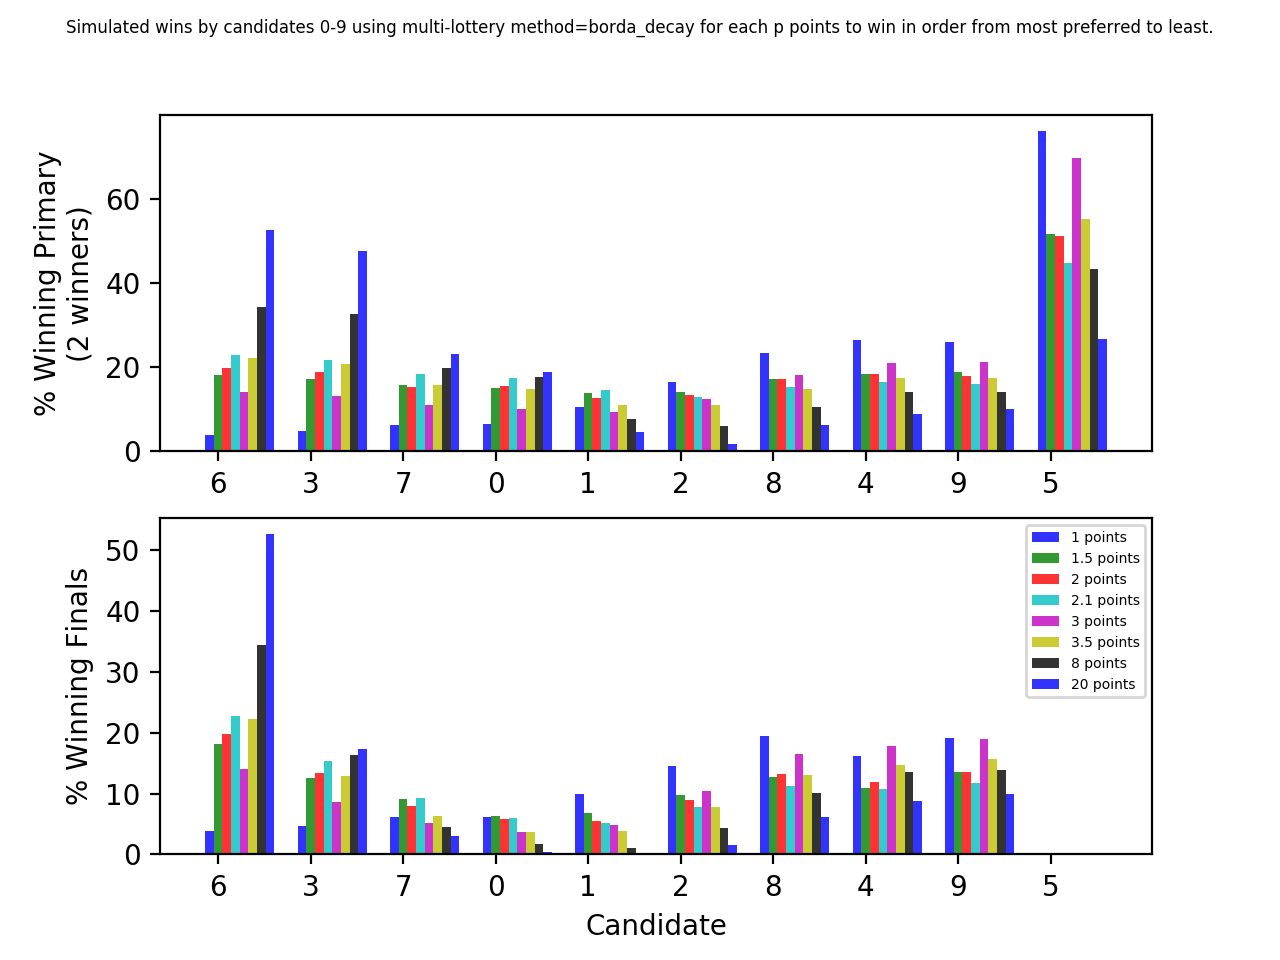 Simulated wins by candidates 0-9 using multi-lottery method=borda_decay for each p points to win in order from most preferred to least.
% Winning Primary
(2 winners)
60
40
20
0
6 3 7 0 1 2 8 4 9 5
% Winning Finals
50
40
30
20
10
0
1 points
1.5 points
2 points
2.1 points
3 points
3.5 points
8 points
20 points
6 3 7 0 1 2 8 4 9 5
Candidate